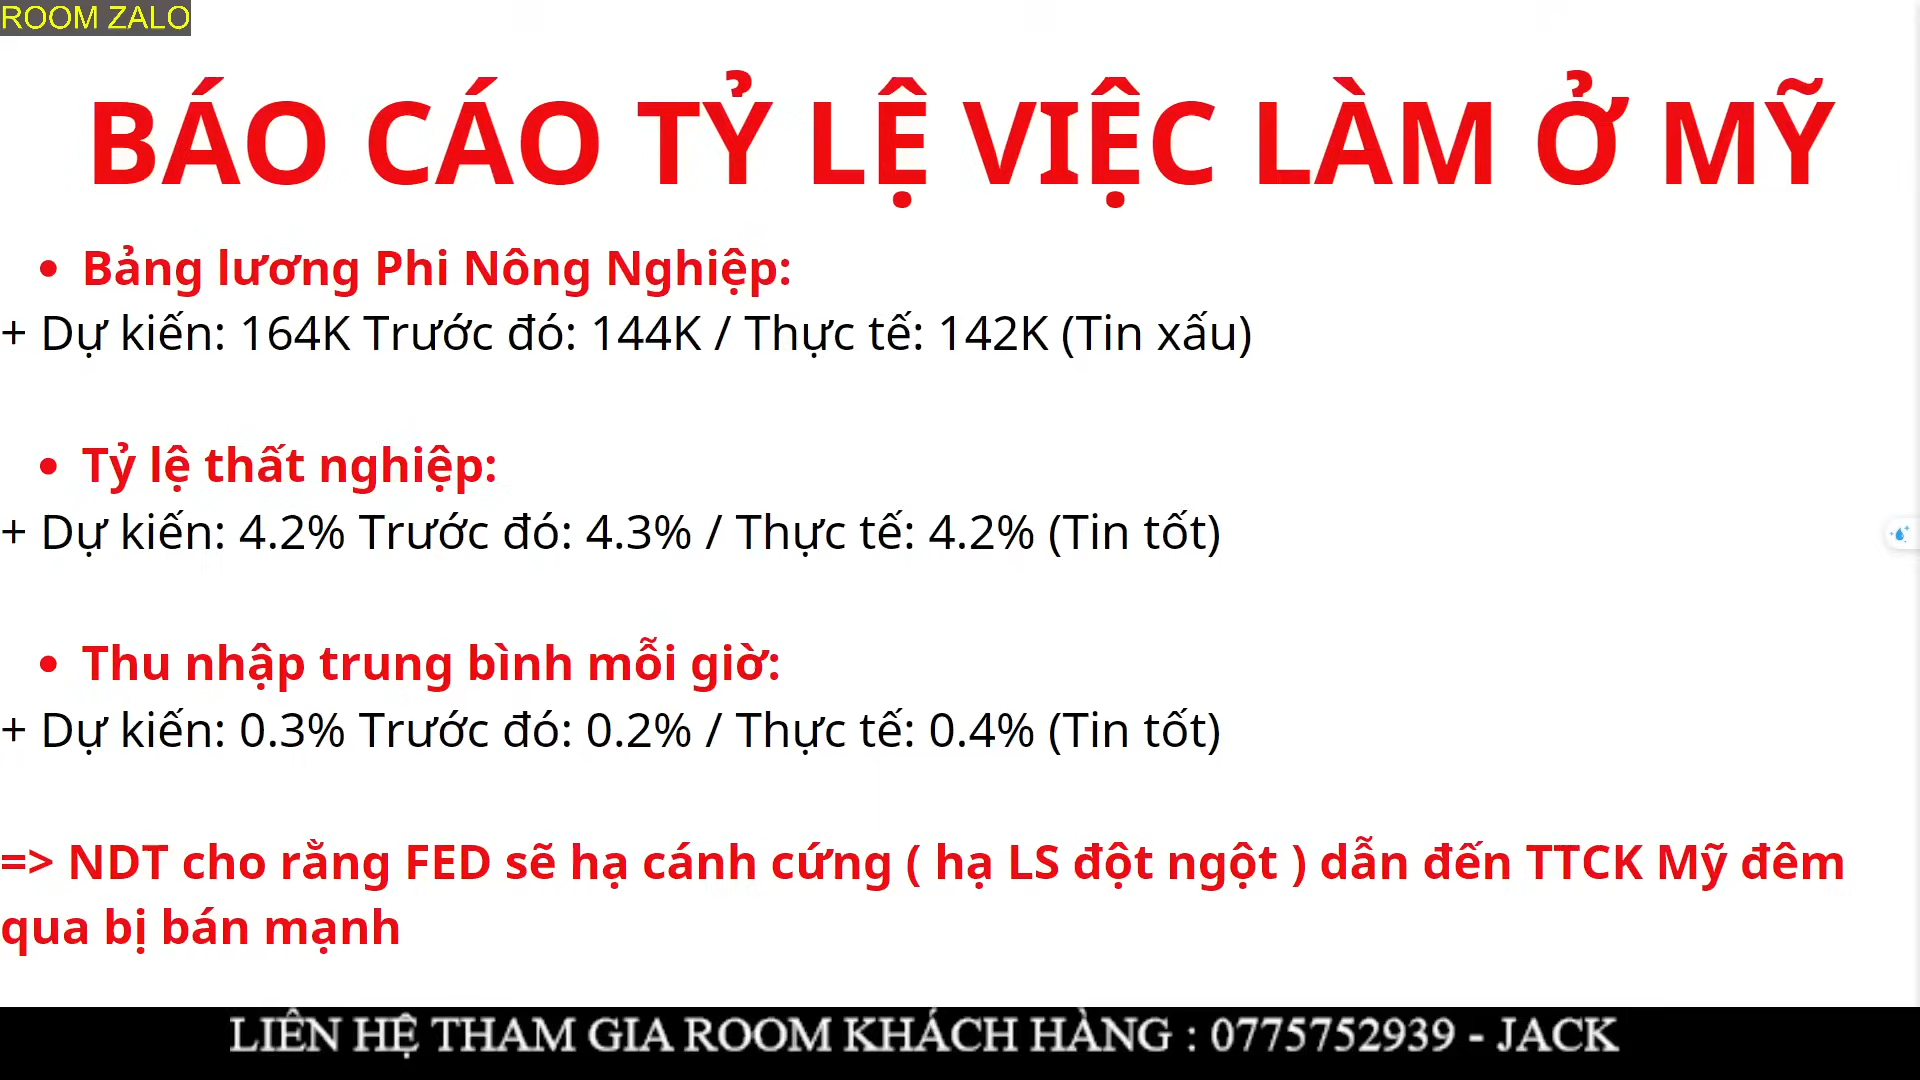 ROOM ZALO
BÁO CÁO TỶ LỆ VIỆC LÀM Ở MỸ
• Bảng lương Phi Nông Nghiệp:
+ Dự kiến: 164K Trước đó: 144K / Thực tế: 142K (Tin xấu)
• Tỷ lệ thất nghiệp:
+ Dự kiến: 4.2% Trước đó: 4.3% / Thực tế: 4.2% (Tin tốt)
• Thu nhập trung bình mỗi giờ:
+ Dự kiến: 0.3% Trước đó: 0.2% / Thực tế: 0.4% (Tin tốt)
=> NDT cho rằng FED sẽ hạ cánh cứng ( hạ LS đột ngột ) dẫn đến TTCK Mỹ đêm
qua bị bán mạnh
LIÊN HỆ THAM GIA ROOM KHÁCH HÀNG : 0775752939 - JACK